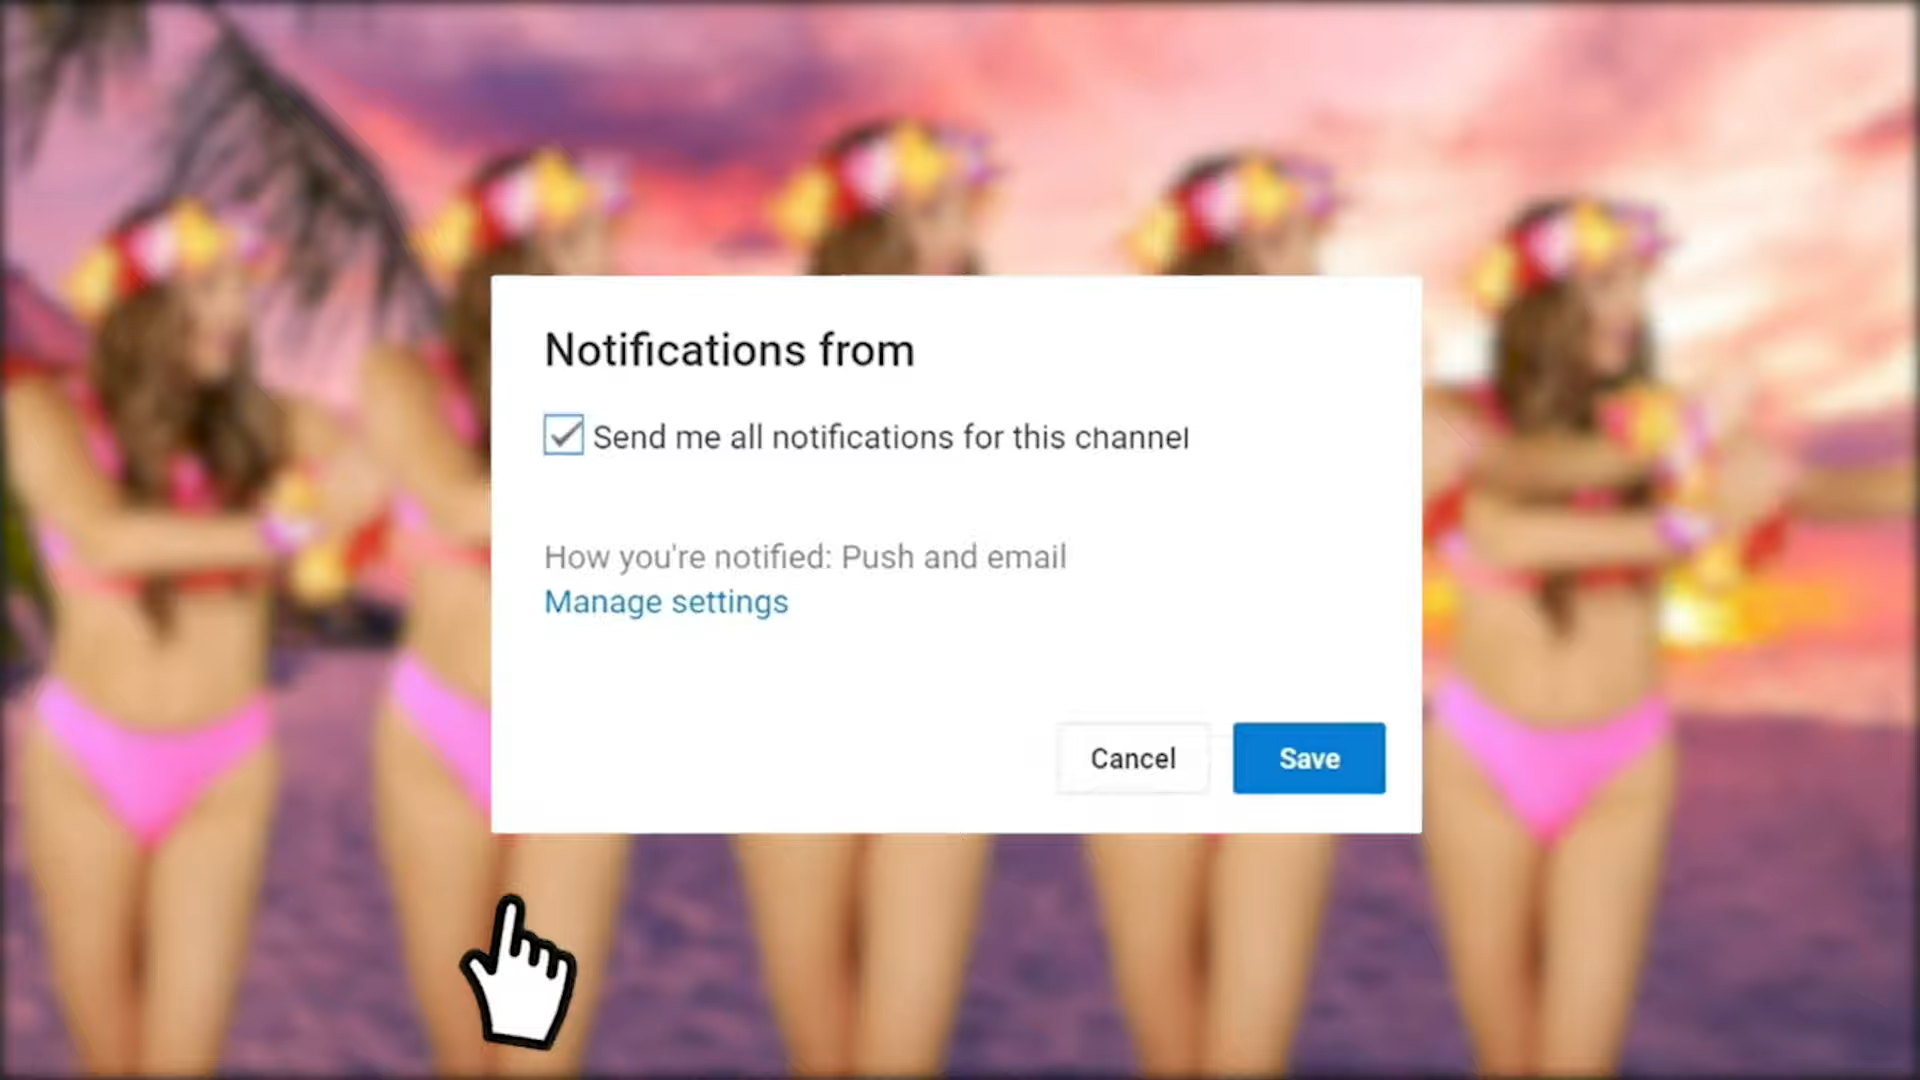 Notifications from
Send me all notifications for this channel
How you're notified: Push and email
Manage settings
Cancel
Save